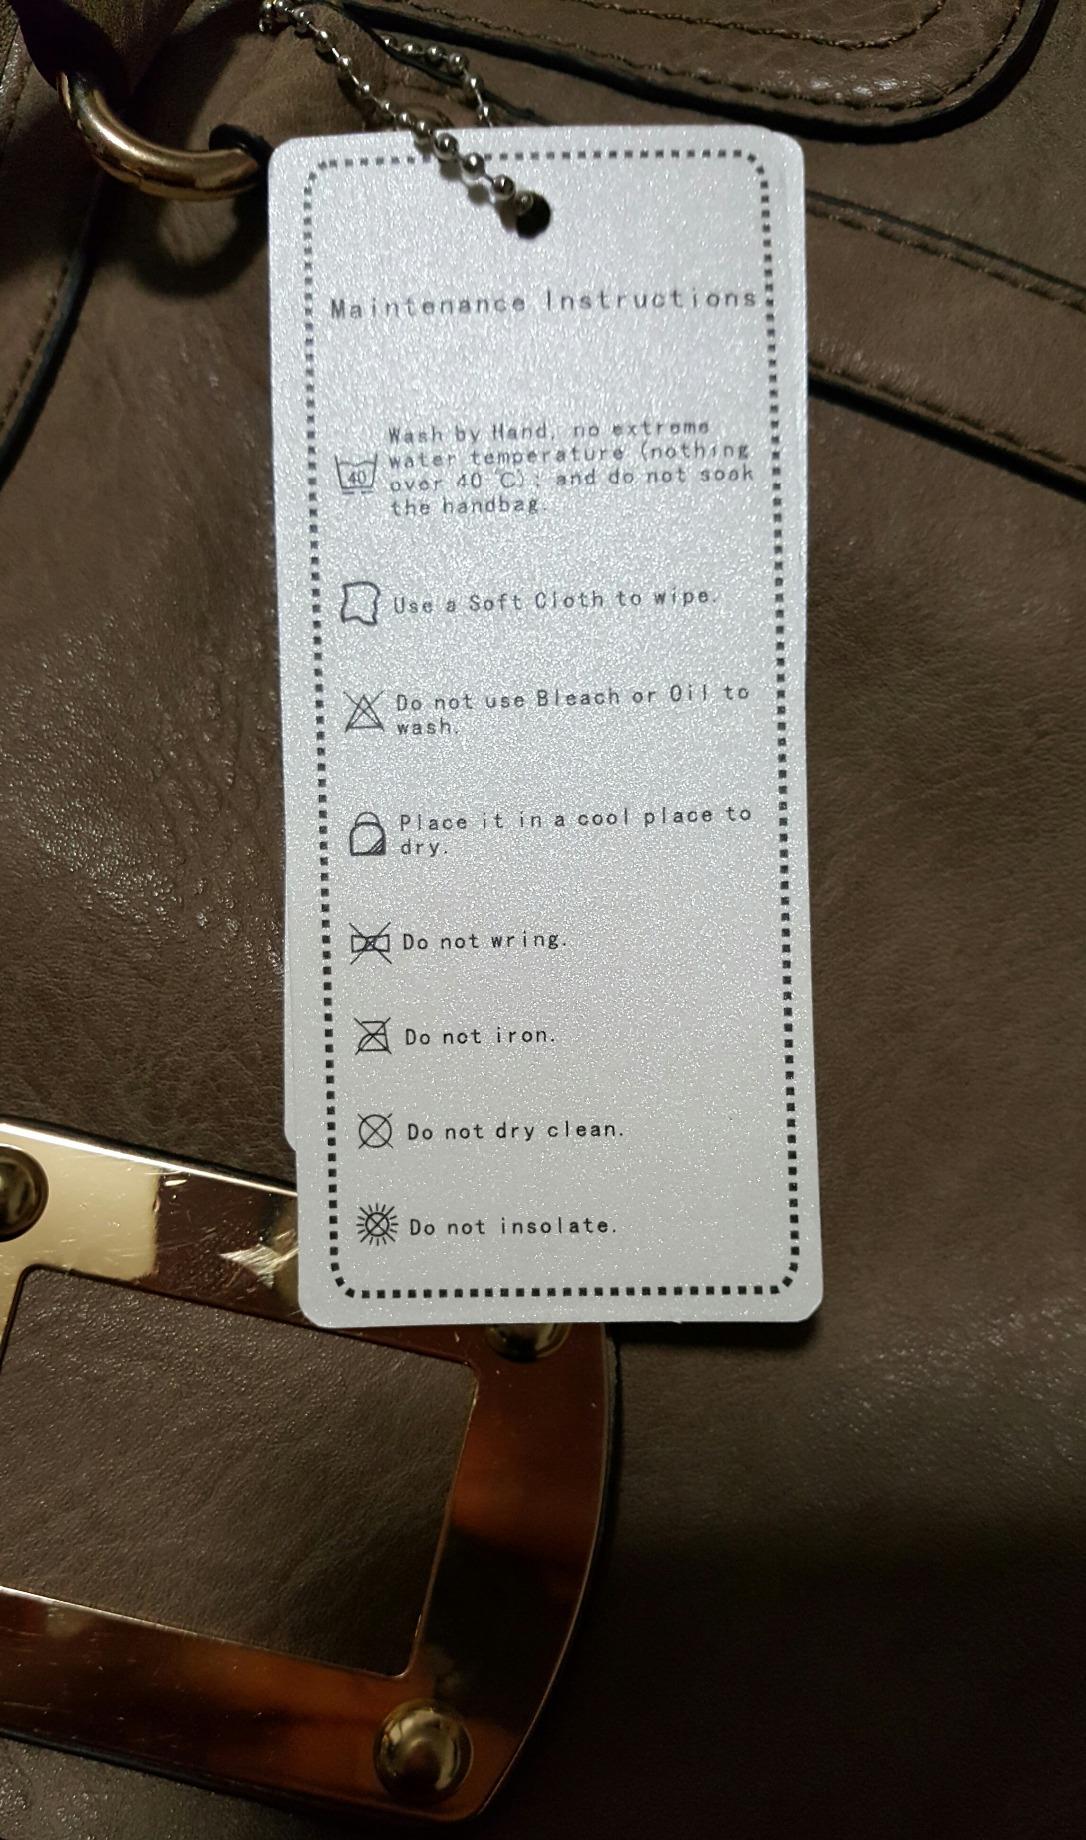 Maintenance Instructions
Wash by Hand, no extreme
water temperature (nothing
over 40 ℃); and do not soak
40
the handbag.
Use a Soft Cloth to wipe.
Do not use Bleach or Oil to
wash.
Place it in a cool place to
dry.
Do not wring.
Do not iron.
Do not dry clean.
Do not insolate.